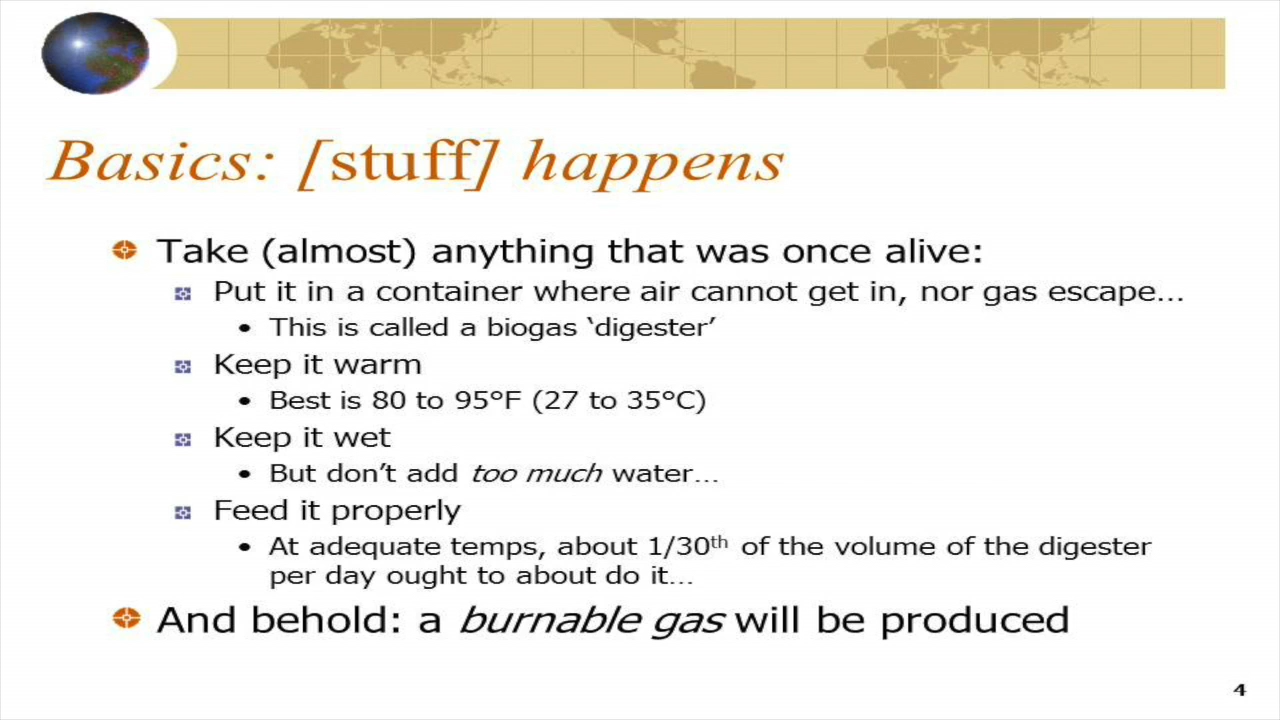 Basics: [stuff] happens
Take (almost) anything that was once alive:
Put it in a container where air cannot get in, nor gas escape…
• This is called a biogas ‘digester’
Keep it warm
• Best is 80 to 95°F (27 to 35°C)
Keep it wet
• But don’t add too much water…
Feed it properly
• At adequate temps, about 1/30th of the volume of the digester
per day ought to about do it…
And behold: a burnable gas will be produced
4